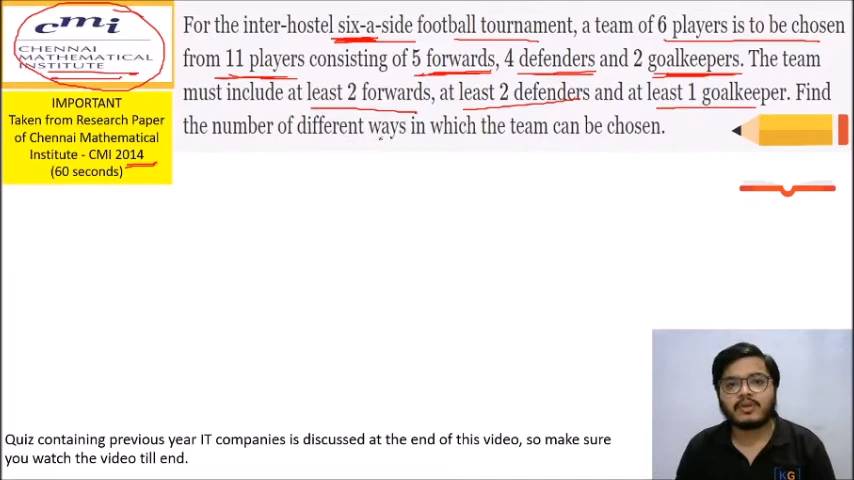 cmi
CHENNAI
MATHEMATICAL
INSTITUTE
IMPORTANT
Taken from Research Paper
of Chennai Mathematical
Institute - CMI 2014
(60 seconds)
For the inter-hostel six-a-side football tournament, a team of 6 players is to be chosen
from 11 players consisting of 5 forwards, 4 defenders and 2 goalkeepers. The team
must include at least 2 forwards, at least 2 defenders and at least 1 goalkeeper. Find
the number of different ways in which the team can be chosen.
Quiz containing previous year IT companies is discussed at the end of this video, so make sure
you watch the video till end.
KG